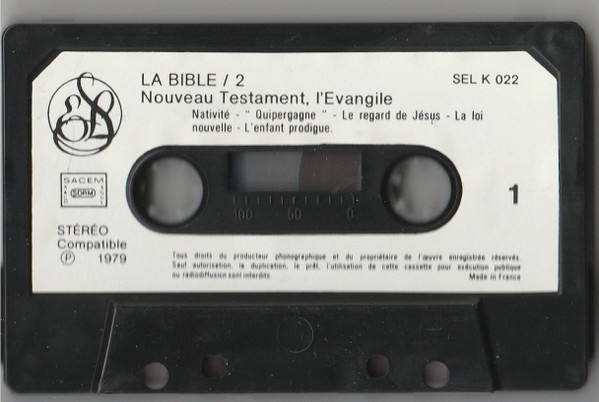 LA BIBLE / 2
SEL K 022
Nouveau Testament, l'Evangile
Nativité - " Quipergagne " - Le regard de Jésus - La loi
nouvelle - L'enfant prodigue.
SACEM
SDRM
1
STÉRÉO
Compatible
Ⓟ 1979
100 50 0
Tous droits du producteur phonographique et du propriétaire de l'œuvre enregistrée réservés.
Sauf autorisation, la duplication, le prêt, l'utilisation de cette cassette pour exécution publique
ou radiodiffusion sont interdits. Made in France